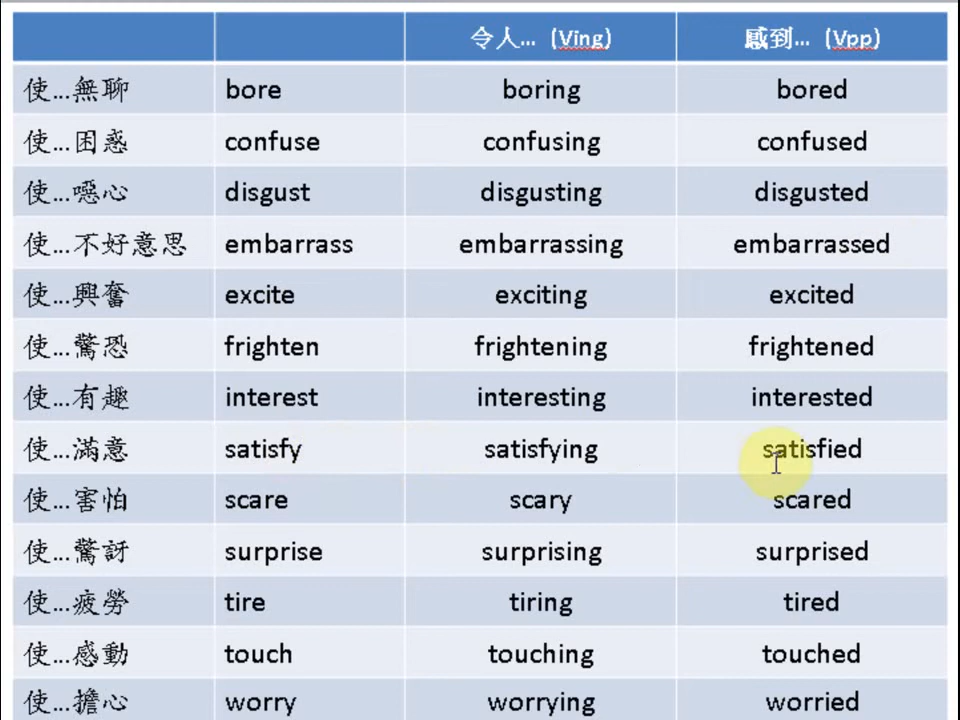 令人… (Ving) 感到… (Vpp)
使…無聊 bore boring bored
使…困惑 confuse confusing confused
使…噁心 disgust disgusting disgusted
使…不好意思 embarrass embarrassing embarrassed
使…興奮 excite exciting excited
使…驚恐 frighten frightening frightened
使…有趣 interest interesting interested
使…滿意 satisfy satisfying satisfied
使…害怕 scare scary scared
使…驚訝 surprise surprising surprised
使…疲勞 tire tiring tired
使…感動 touch touching touched
使…擔心 worry worrying worried